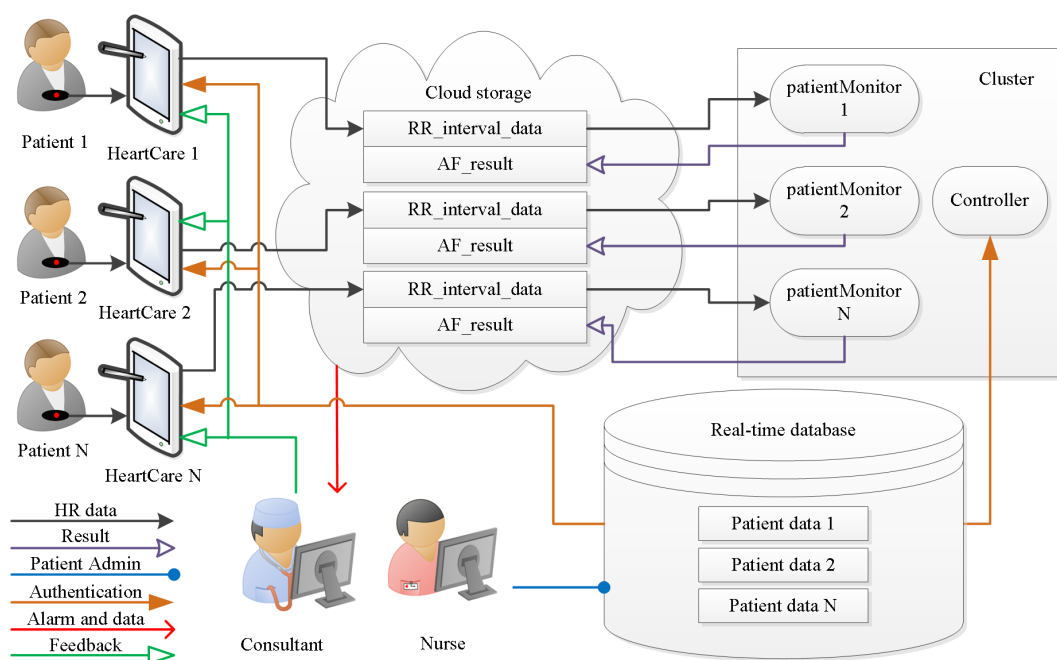 Patient 1
HeartCare 1
Patient 2
HeartCare 2
Patient N
HeartCare N
Cloud storage
RR_interval_data
AF_result
RR_interval_data
AF_result
RR_interval_data
AF_result
Cluster
patientMonitor
1
patientMonitor
2
patientMonitor
N
Controller
Real-time database
Patient data 1
Patient data 2
Patient data N
HR data
Result
Patient Admin
Authentication
Alarm and data
Feedback
Consultant
Nurse